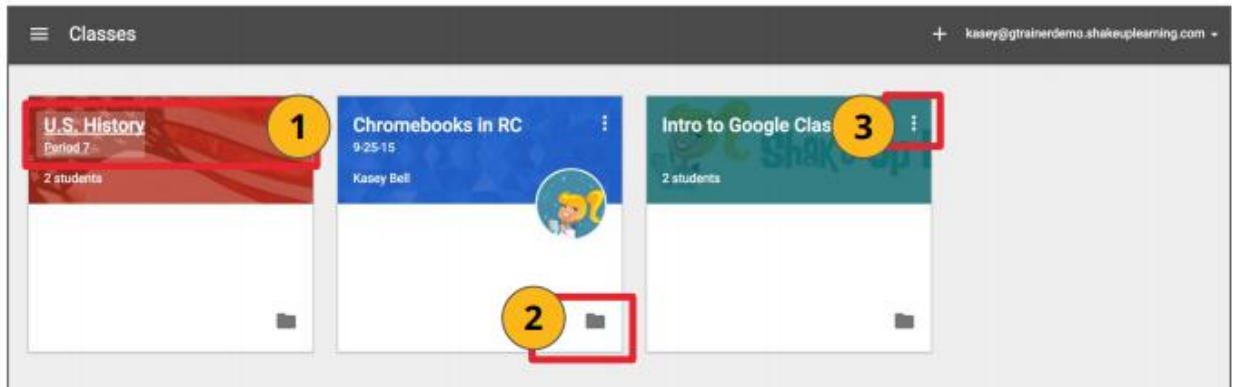 Classes
+ kasey@gtrainerdemo.shakeuplearning.com
U.S. History
Period 7
2 students
1
Chromebooks in RC
9-25-15
Kasey Bell
2
Intro to Google Clas
2 students
3